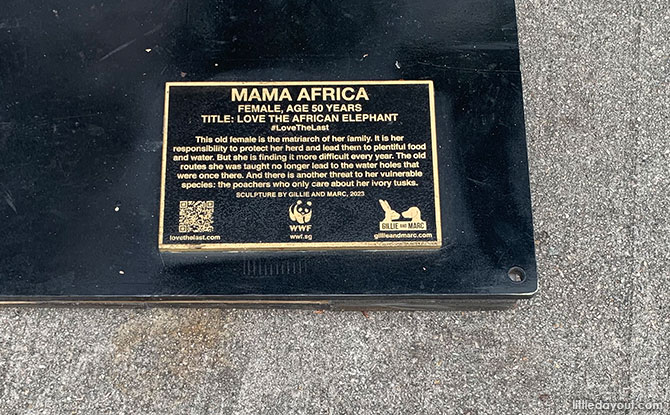 MAMA AFRICA
FEMALE, AGE 50 YEARS
TITLE: LOVE THE AFRICAN ELEPHANT
#LoveTheLast
This old female is the matriarch of her family. It is her
responsibility to protect her herd and lead them to plentiful food
and water. But she is finding it more difficult every year. The old
routes she was taught no longer lead to the water holes that
were once there. And there is another threat to her vulnerable
species: the poachers who only care about her ivory tusks.
SCULPTURE BY GILLIE AND MARC, 2023
WWF
GILLIE AND MARC
lovethelast.com
wwf.sg
gillieandmarc.com
littledayout.com